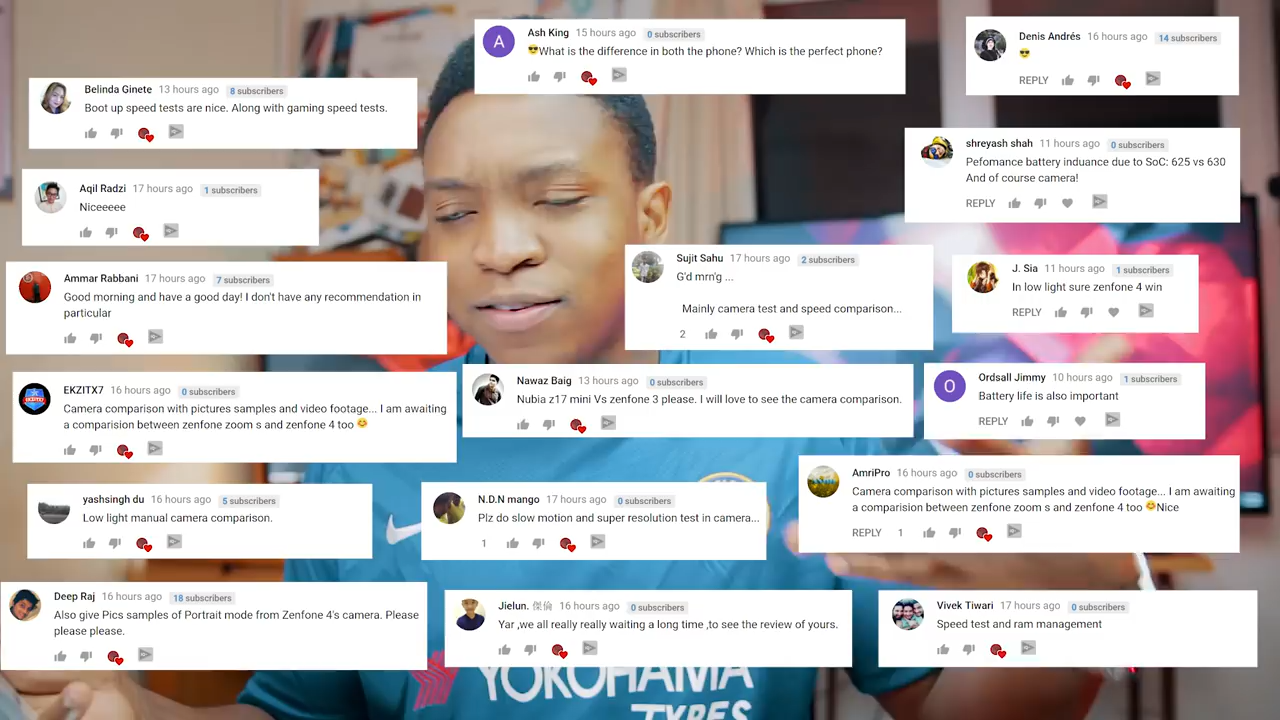 Ash King 15 hours ago 0 subscribers
😎What is the difference in both the phone? Which is the perfect phone?
Denis Andrés 16 hours ago 14 subscribers
😎
REPLY
Belinda Ginete 13 hours ago 8 subscribers
Boot up speed tests are nice. Along with gaming speed tests.
shreyash shah 11 hours ago 0 subscribers
Pefomance battery induance due to SoC: 625 vs 630
And of course camera!
REPLY
Aqil Radzi 17 hours ago 1 subscribers
Niceeeee
Sujit Sahu 17 hours ago 2 subscribers
G'd mrn'g ...
Mainly camera test and speed comparison...
2
J. Sia 11 hours ago 1 subscribers
In low light sure zenfone 4 win
REPLY
Ammar Rabbani 17 hours ago 7 subscribers
Good morning and have a good day! I don't have any recommendation in
particular
EKZITX7 16 hours ago 0 subscribers
Camera comparison with pictures samples and video footage... I am awaiting
a comparision between zenfone zoom s and zenfone 4 too 😊
Nawaz Baig 13 hours ago 0 subscribers
Nubia z17 mini Vs zenfone 3 please. I will love to see the camera comparison.
Ordsall Jimmy 10 hours ago 1 subscribers
Battery life is also important
REPLY
AmriPro 16 hours ago 0 subscribers
Camera comparison with pictures samples and video footage... I am awaiting
a comparision between zenfone zoom s and zenfone 4 too 😊Nice
REPLY 1
yashsingh du 16 hours ago 5 subscribers
Low light manual camera comparison.
N.D.N mango 17 hours ago 0 subscribers
Plz do slow motion and super resolution test in camera...
1
Deep Raj 16 hours ago 18 subscribers
Also give Pics samples of Portrait mode from Zenfone 4's camera. Please
please please.
Jielun. 傑倫 16 hours ago 0 subscribers
Yar ,we all really really waiting a long time ,to see the review of yours.
Vivek Tiwari 17 hours ago 0 subscribers
Speed test and ram management
YOKOHAMA
TYRES
A
O